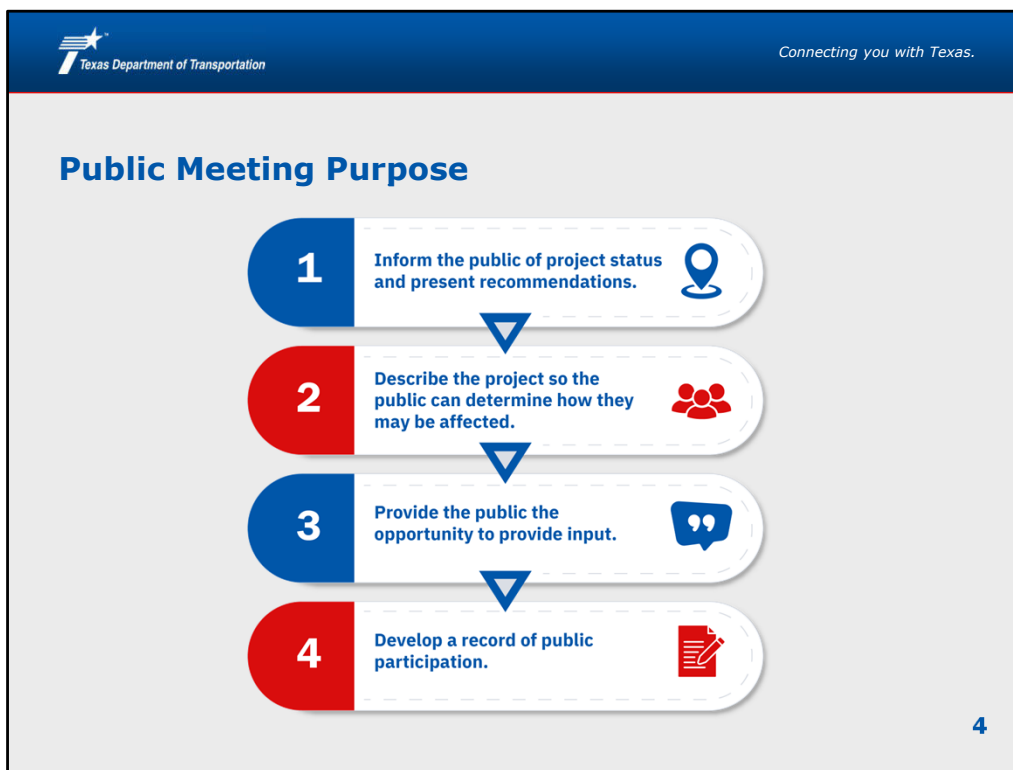 Texas Department of Transportation
Connecting you with Texas.
Public Meeting Purpose
1
Inform the public of project status
and present recommendations.
2
Describe the project so the
public can determine how they
may be affected.
3
Provide the public the
opportunity to provide input.
4
Develop a record of public
participation.
4